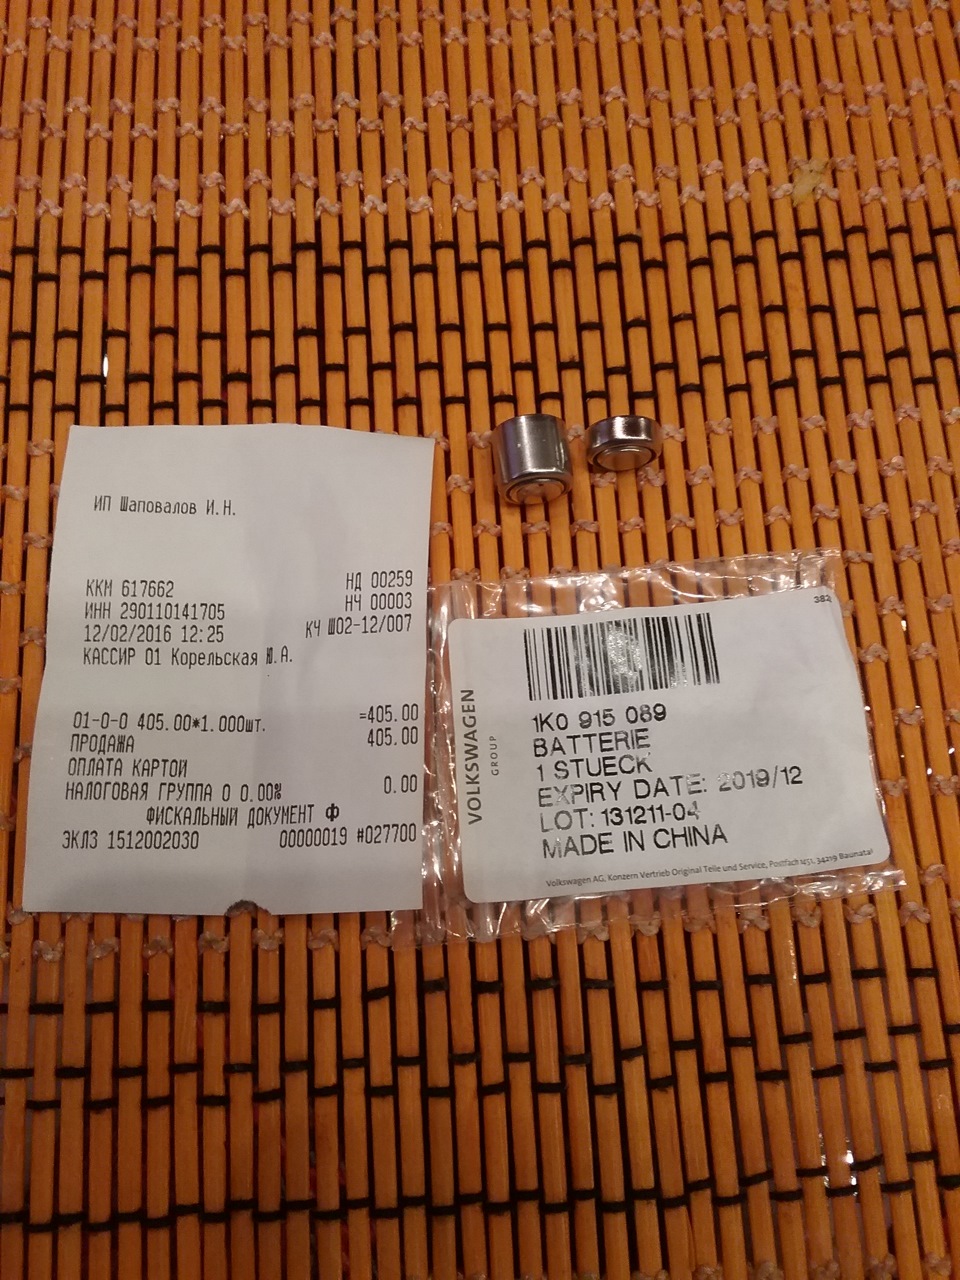 ИП Шаповалов И.Н.
ККМ 617662 НД 00259
ИНН 290110141705 НЧ 00003
12/02/2016 12:25 КЧ Ш02-12/007
КАССИР 01 Корельская Ю.А.
01-0-0 405.00*1.000шт. =405.00
ПРОДАЖА 405.00
ОПЛАТА КАРТОЙ
НАЛОГОВАЯ ГРУППА 0 0.00% 0.00
ФИСКАЛЬНЫЙ ДОКУМЕНТ Ф
ЭКЛЗ 1512002030 00000019 #027700
382
VOLKSWAGEN
GROUP
1K0 915 089
BATTERIE
1 STUECK
EXPIRY DATE: 2019/12
LOT: 131211-04
MADE IN CHINA
Volkswagen AG, Konzern Vertrieb Original Teile und Service, Postfach 1451, 34219 Baunatal